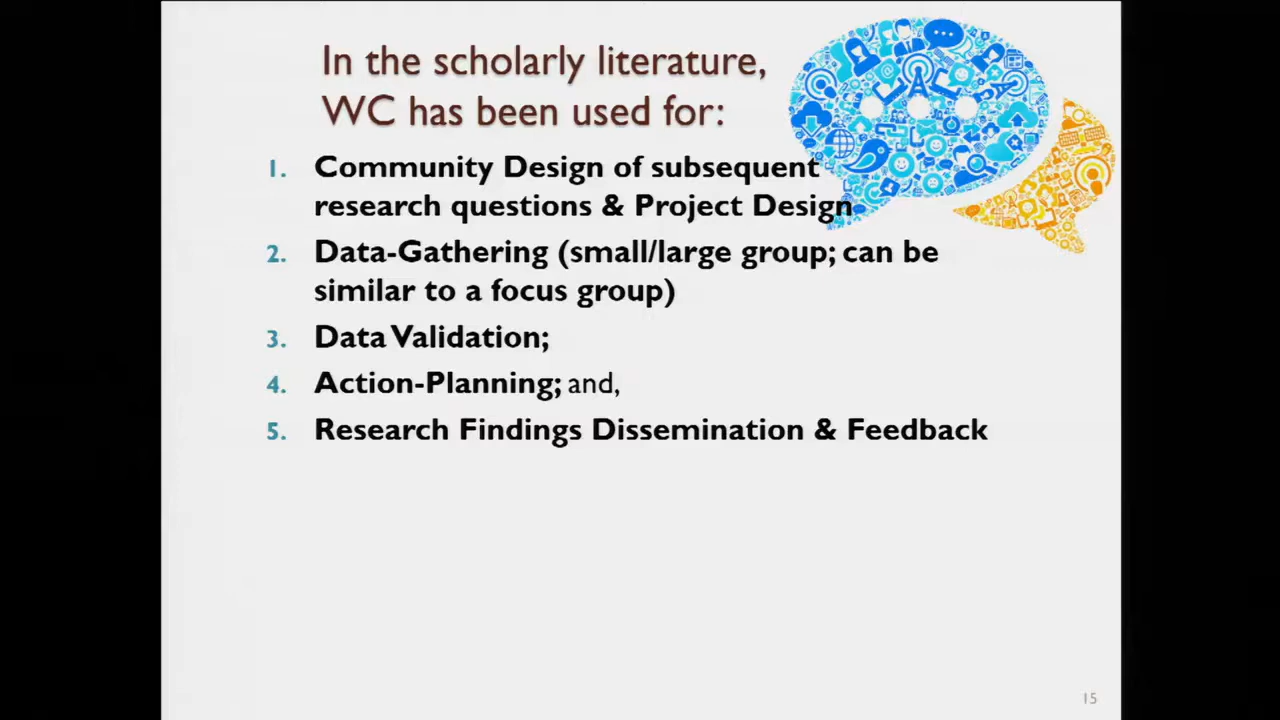 In the scholarly literature,
WC has been used for:
1. Community Design of subsequent
research questions & Project Design
2. Data-Gathering (small/large group; can be
similar to a focus group)
3. Data Validation;
4. Action-Planning; and,
5. Research Findings Dissemination & Feedback
15